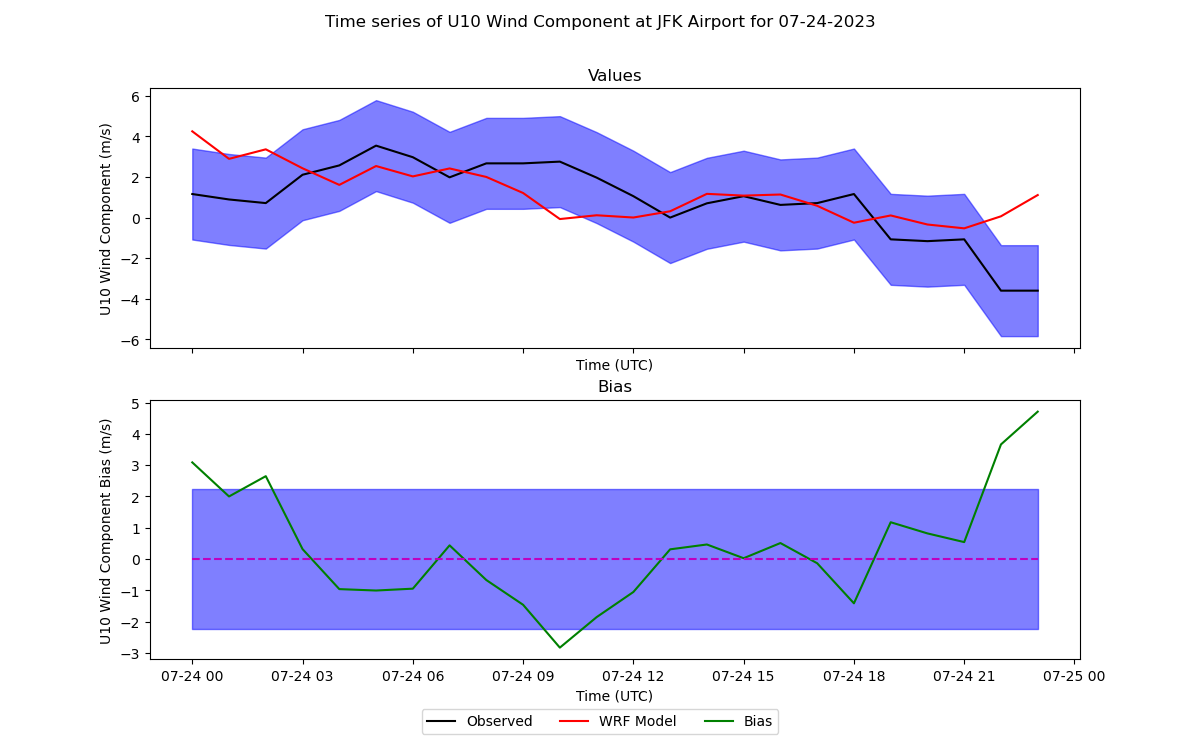 Time series of U10 Wind Component at JFK Airport for 07-24-2023
Values
U10 Wind Component (m/s)
6
4
2
0
−2
−4
−6
Time (UTC)
Bias
U10 Wind Component Bias (m/s)
5
4
3
2
1
0
−1
−2
−3
07-24 00 07-24 03 07-24 06 07-24 09 07-24 12 07-24 15 07-24 18 07-24 21 07-25 00
Time (UTC)
Observed WRF Model Bias